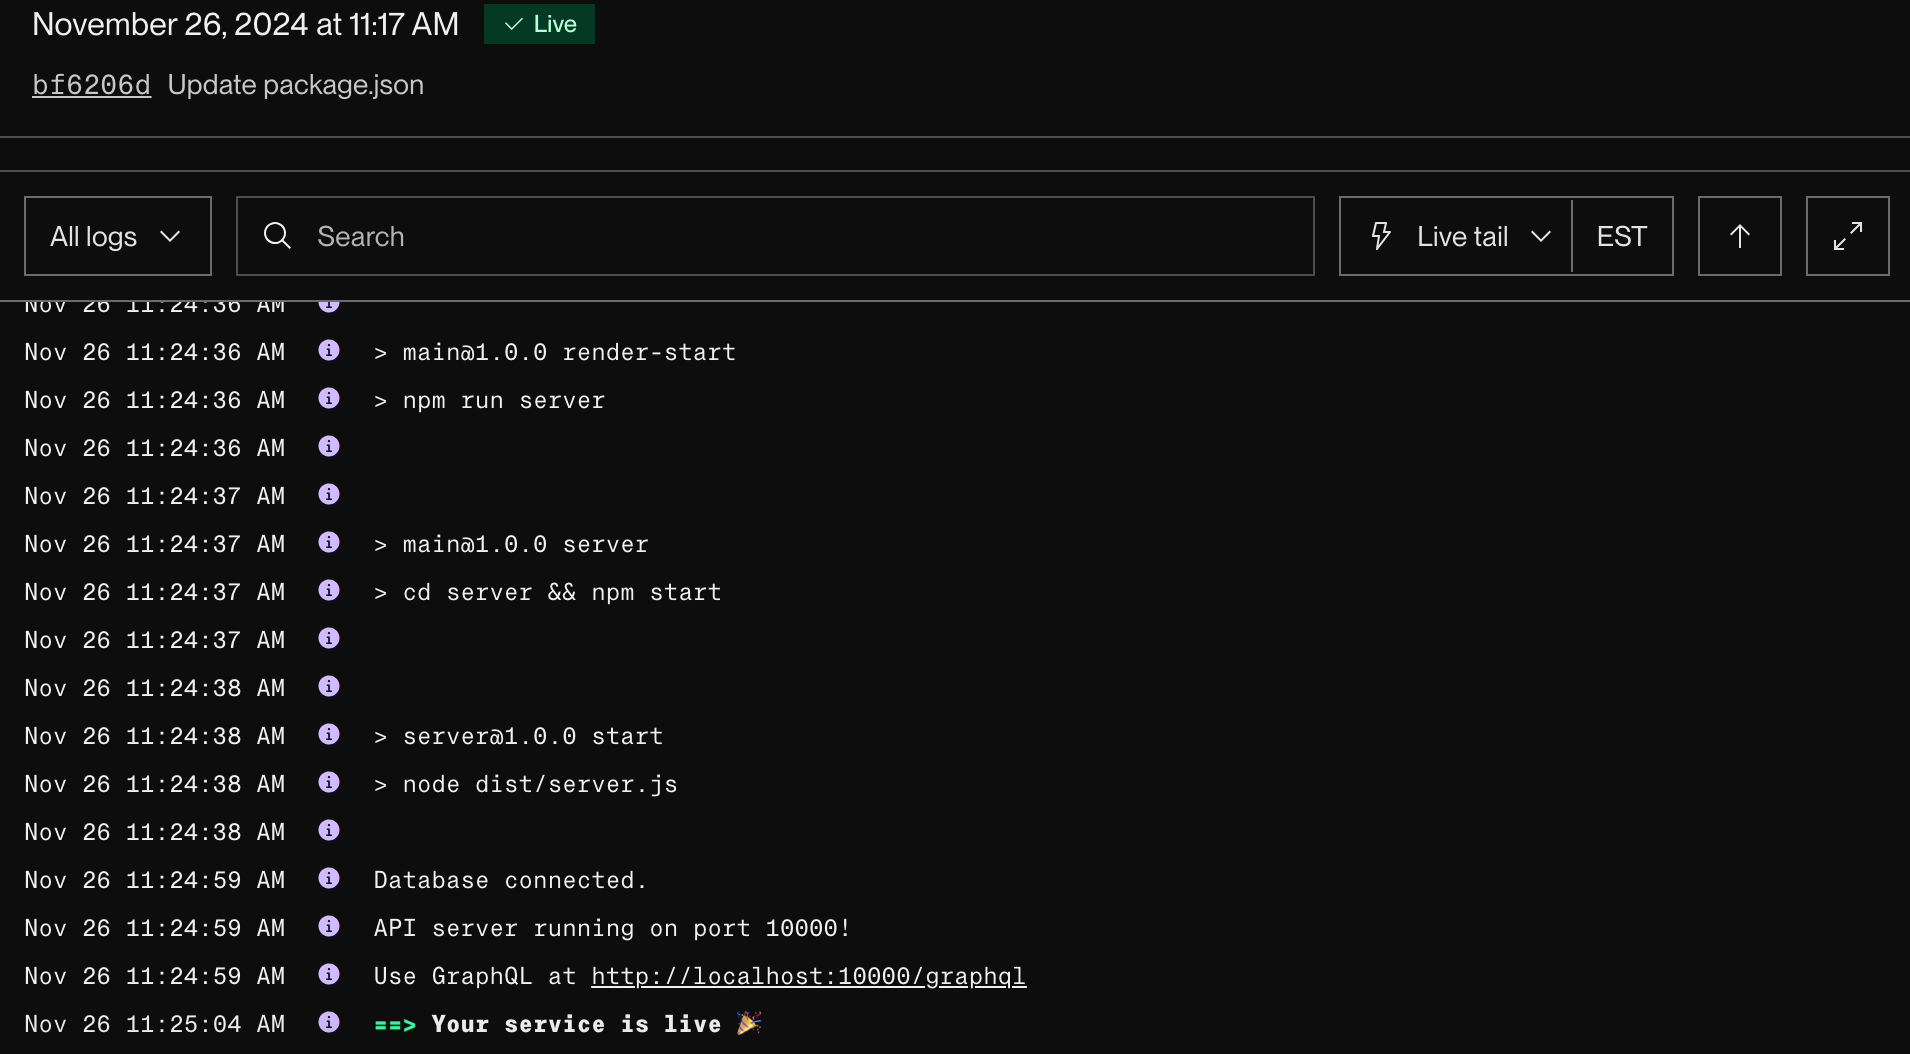 November 26, 2024 at 11:17 AM Live
bf6206d Update package.json
All logs Search Live tail EST
Nov 26 11:24:36 AM
Nov 26 11:24:36 AM > main@1.0.0 render-start
Nov 26 11:24:36 AM > npm run server
Nov 26 11:24:36 AM
Nov 26 11:24:37 AM
Nov 26 11:24:37 AM > main@1.0.0 server
Nov 26 11:24:37 AM > cd server && npm start
Nov 26 11:24:37 AM
Nov 26 11:24:38 AM
Nov 26 11:24:38 AM > server@1.0.0 start
Nov 26 11:24:38 AM > node dist/server.js
Nov 26 11:24:38 AM
Nov 26 11:24:59 AM Database connected.
Nov 26 11:24:59 AM API server running on port 10000!
Nov 26 11:24:59 AM Use GraphQL at http://localhost:10000/graphql
Nov 26 11:25:04 AM ==> Your service is live 🎉